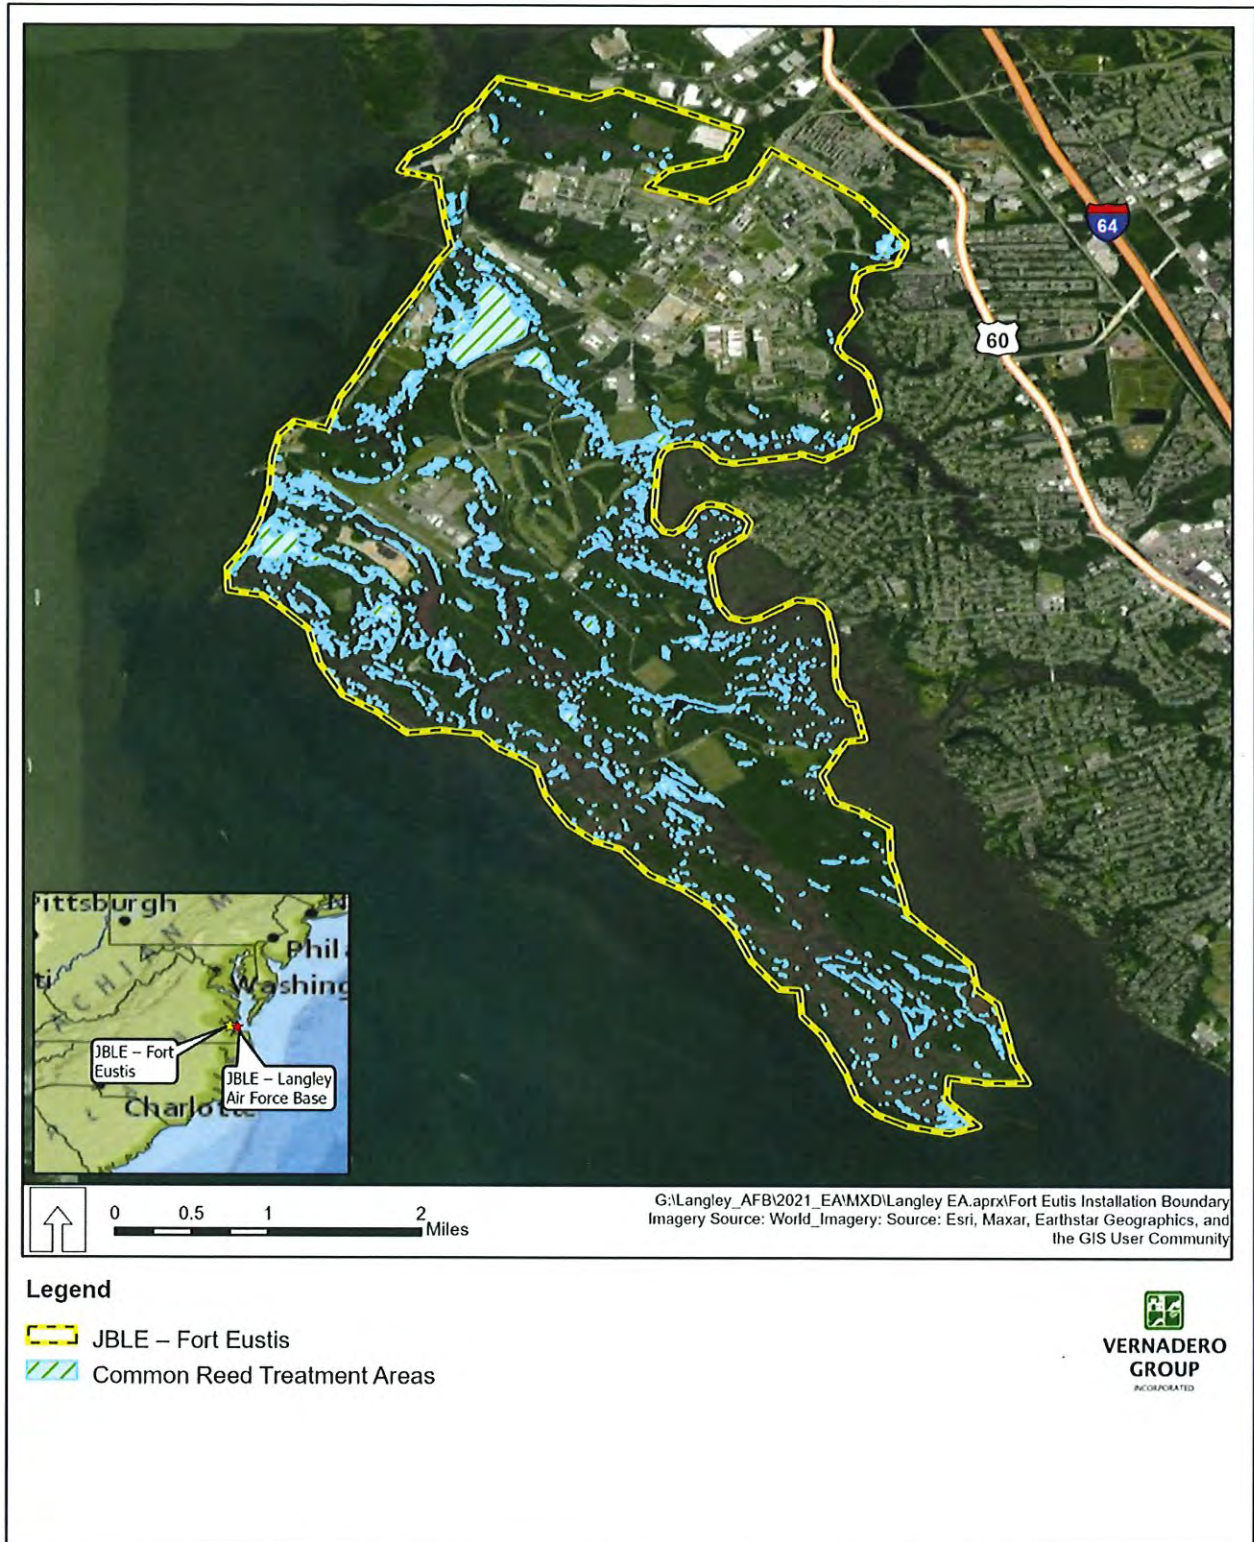 64
60
Pittsburgh
Phil
Washing
ACHIAN
JBLE – Fort
Eustis
JBLE – Langley
Air Force Base
Charlotte
0 0.5 1 2
Miles
G:\Langley_AFB\2021_EA\MXD\Langley EA.aprx\Fort Eutis Installation Boundary
Imagery Source: World_Imagery: Source: Esri, Maxar, Earthstar Geographics, and
the GIS User Community
Legend
JBLE – Fort Eustis
Common Reed Treatment Areas
VERNADERO
GROUP
INCORPORATED